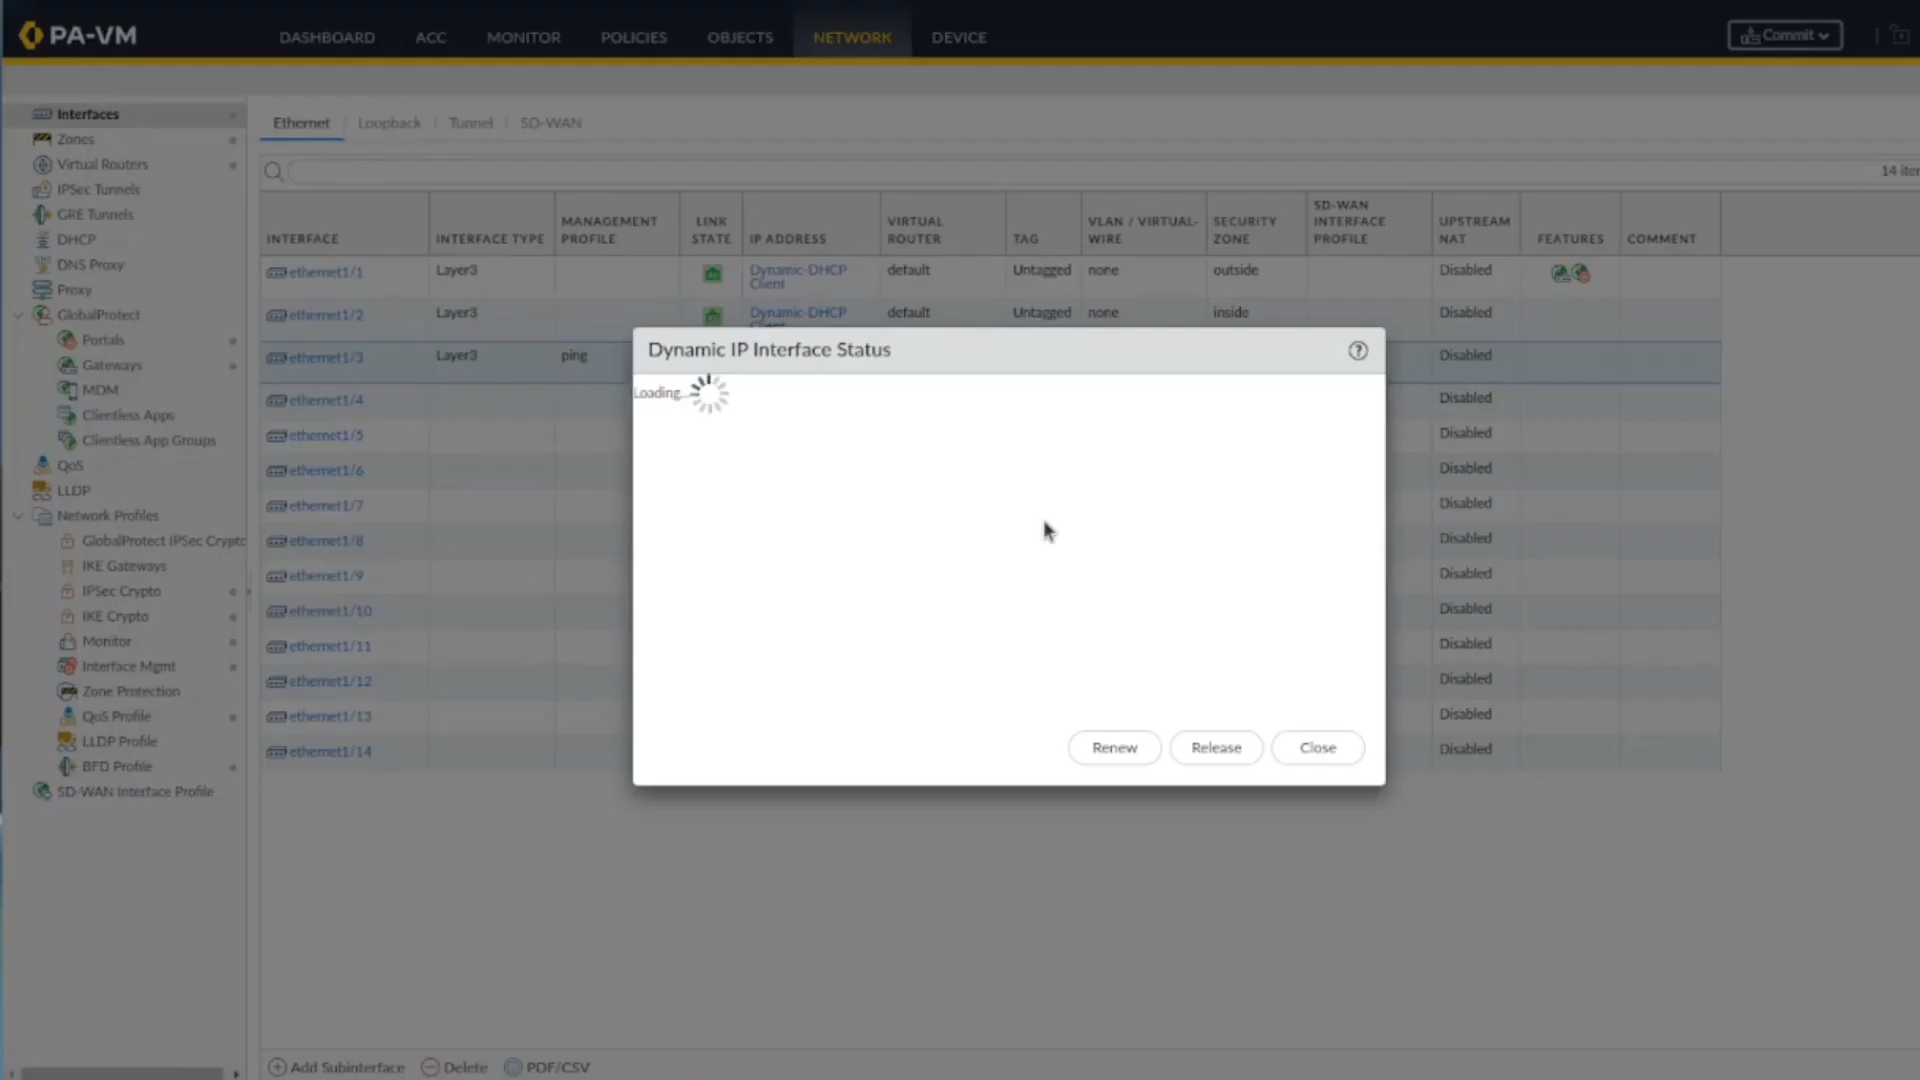 PA-VM
DASHBOARD ACC MONITOR POLICIES OBJECTS NETWORK DEVICE Commit
Interfaces
Zones
Virtual Routers
IPSec Tunnels
GRE Tunnels
DHCP
DNS Proxy
Proxy
GlobalProtect
Portals
Gateways
MDM
Clientless Apps
Clientless App Groups
QoS
LLDP
Network Profiles
GlobalProtect IPSec Crypto
IKE Gateways
IPSec Crypto
IKE Crypto
Monitor
Interface Mgmt
Zone Protection
QoS Profile
LLDP Profile
BFD Profile
SD-WAN Interface Profile
Ethernet Loopback Tunnel SD-WAN
14
INTERFACE INTERFACE TYPE MANAGEMENT PROFILE LINK STATE IP ADDRESS VIRTUAL ROUTER TAG VLAN / VIRTUAL-WIRE SECURITY ZONE SD-WAN INTERFACE PROFILE UPSTREAM NAT FEATURES COMMENT
ethernet1/1 Layer3 Dynamic-DHCP Client default Untagged none outside Disabled
ethernet1/2 Layer3 Dynamic-DHCP default Untagged none inside Disabled
ethernet1/3 Layer3 ping Disabled
ethernet1/4 Disabled
ethernet1/5 Disabled
ethernet1/6 Disabled
ethernet1/7 Disabled
ethernet1/8 Disabled
ethernet1/9 Disabled
ethernet1/10 Disabled
ethernet1/11 Disabled
ethernet1/12 Disabled
ethernet1/13 Disabled
ethernet1/14 Disabled
Dynamic IP Interface Status
Loading...
Renew Release Close
Add Subinterface Delete PDF/CSV